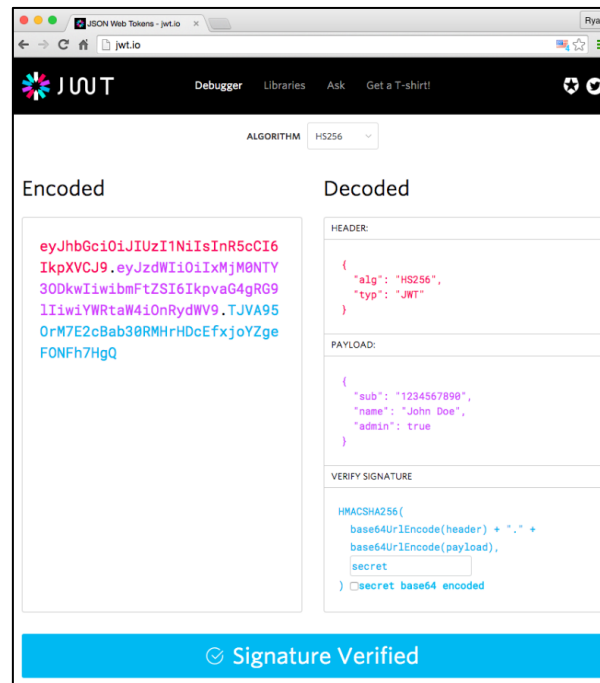 JSON Web Tokens - jwt.io
Rya
jwt.io
JWT
Debugger Libraries Ask Get a T-shirt!
ALGORITHM HS256
Encoded
eyJhbGciOiJIUzI1NiIsInR5cCI6
IkpXVCJ9.eyJzdWIiOiIxMjM0NTY
3ODkwIiwibmFtZSI6IkpvaG4gRG9
lIiwiYWRtaW4iOnRydWV9.TJVA95
OrM7E2cBab30RMHrHDcEfxjoYZge
FONFh7HgQ
Decoded
HEADER:
{
"alg": "HS256",
"typ": "JWT"
}
PAYLOAD:
{
"sub": "1234567890",
"name": "John Doe",
"admin": true
}
VERIFY SIGNATURE
HMACSHA256(
base64UrlEncode(header) + "." +
base64UrlEncode(payload),
secret
) secret base64 encoded
Signature Verified